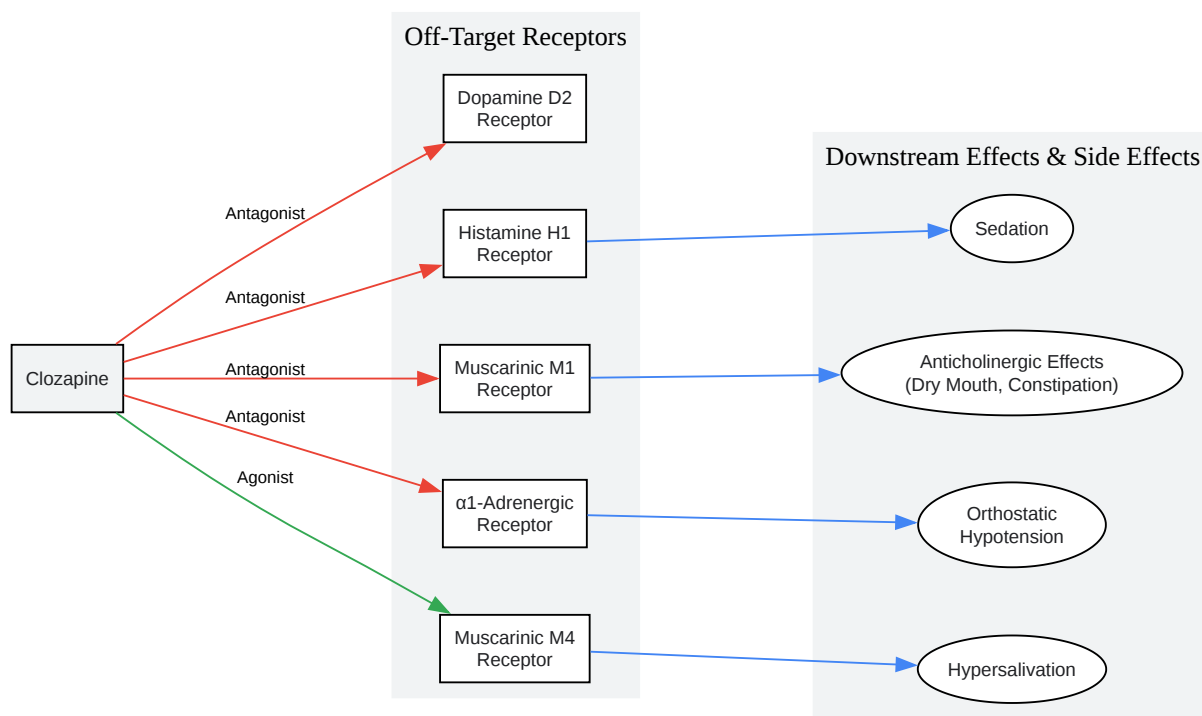 Off-Target Receptors
Dopamine D2
Receptor
Downstream Effects & Side Effects
Antagonist
Histamine H1
Receptor
Sedation
Antagonist
Clozapine
Antagonist
Muscarinic M1
Receptor
Anticholinergic Effects
(Dry Mouth, Constipation)
Antagonist
Agonist
α1-Adrenergic
Receptor
Orthostatic
Hypotension
Muscarinic M4
Receptor
Hypersalivation